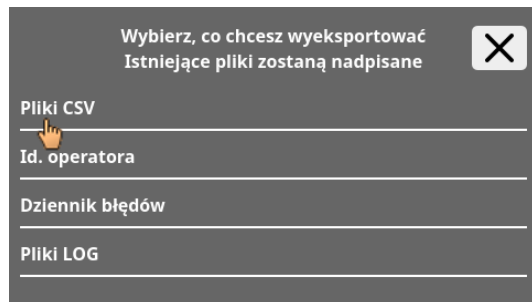 Wybierz, co chcesz wyeksportować
Istniejące pliki zostaną nadpisane
Pliki CSV
Id. operatora
Dziennik błędów
Pliki LOG